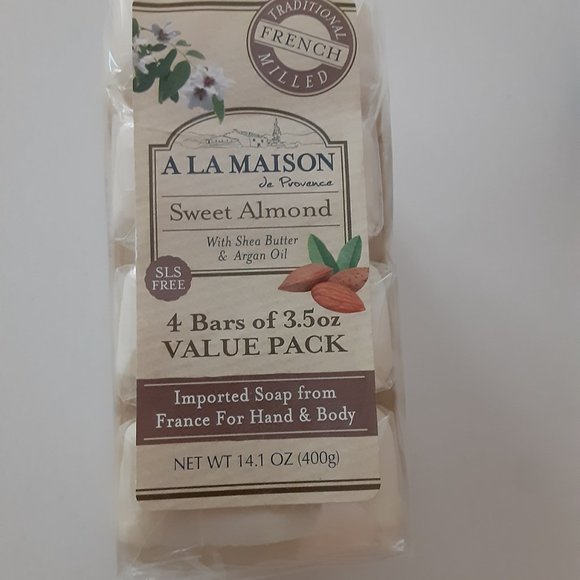 TRADITIONAL
FRENCH
MILLED
A LA MAISON
de Provence
Sweet Almond
With Shea Butter
& Argan Oil
SLS
FREE
4 Bars of 3.5oz
VALUE PACK
Imported Soap from
France For Hand & Body
NET WT 14.1 OZ (400g)